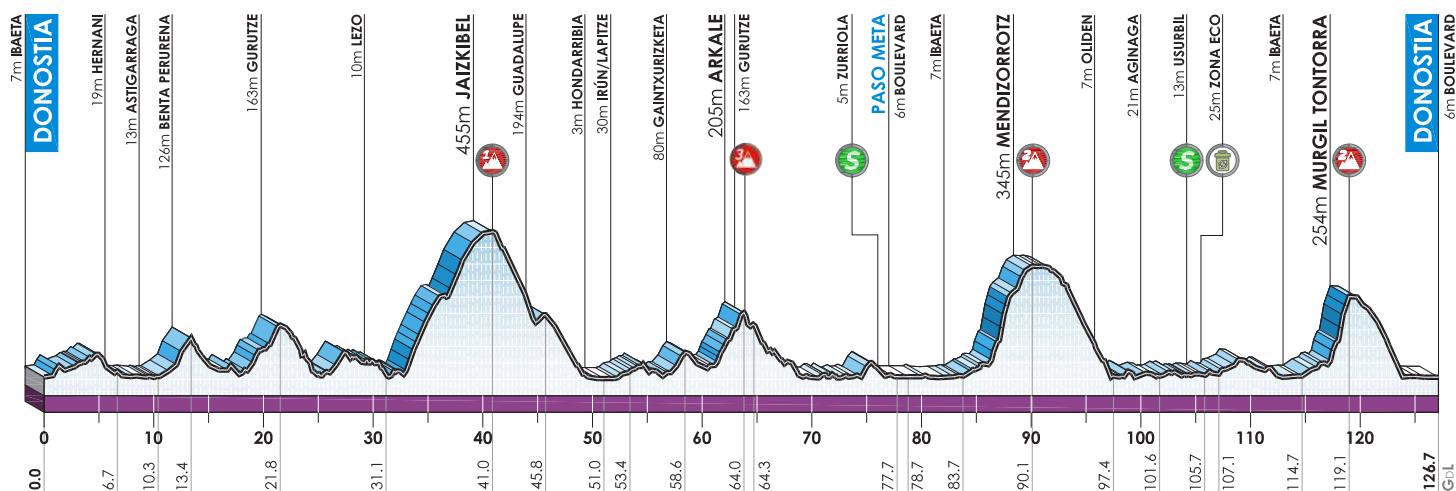 7m IBAETA
DONOSTIA
19m HERNANI
13m ASTIGARRAGA
126m BENTA PERURENA
163m GURUTZE
10m LEZO
455m JAIZKIBEL
194m GUADALUPE
3m HONDARRIBIA
30m IRÚN/LAPITZE
80m GAINTXURIZKETA
205m ARKALE
163m GURUTZE
5m ZURRIOLA
PASO META
6m BOULEVARD
7m IBAETA
345m MENDIZORROTZ
7m OLIDEN
21m AGINAGA
13m USURBIL
25m ZONA ECO
7m IBAETA
254m MURGIL TONTORRA
DONOSTIA
6m BOULEVARD
1
3
S
2
S
2
0 10 20 30 40 50 60 70 80 90 100 110 120
0.0
6.7
10.3
13.4
21.8
31.1
41.0
45.8
51.0
53.4
58.6
64.0
64.3
77.7
78.7
83.7
90.1
97.4
101.6
105.7
107.1
114.7
119.1
126.7
GbL